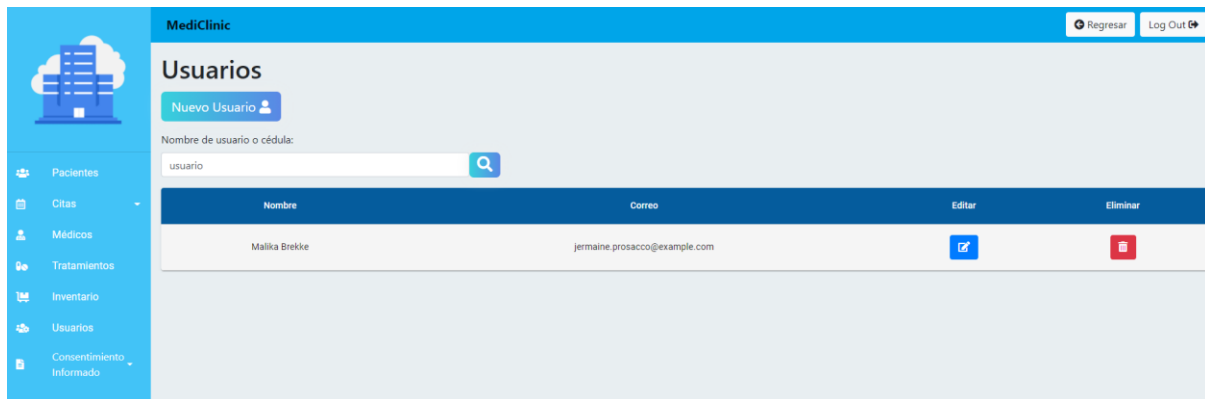 MediClinic
Regresar
Log Out
Usuarios
Nuevo Usuario
Nombre de usuario o cédula:
usuario
Nombre Correo Editar Eliminar
Malika Brekke jermaine.prosacco@example.com
Pacientes
Citas
Médicos
Tratamientos
Inventario
Usuarios
Consentimiento
Informado